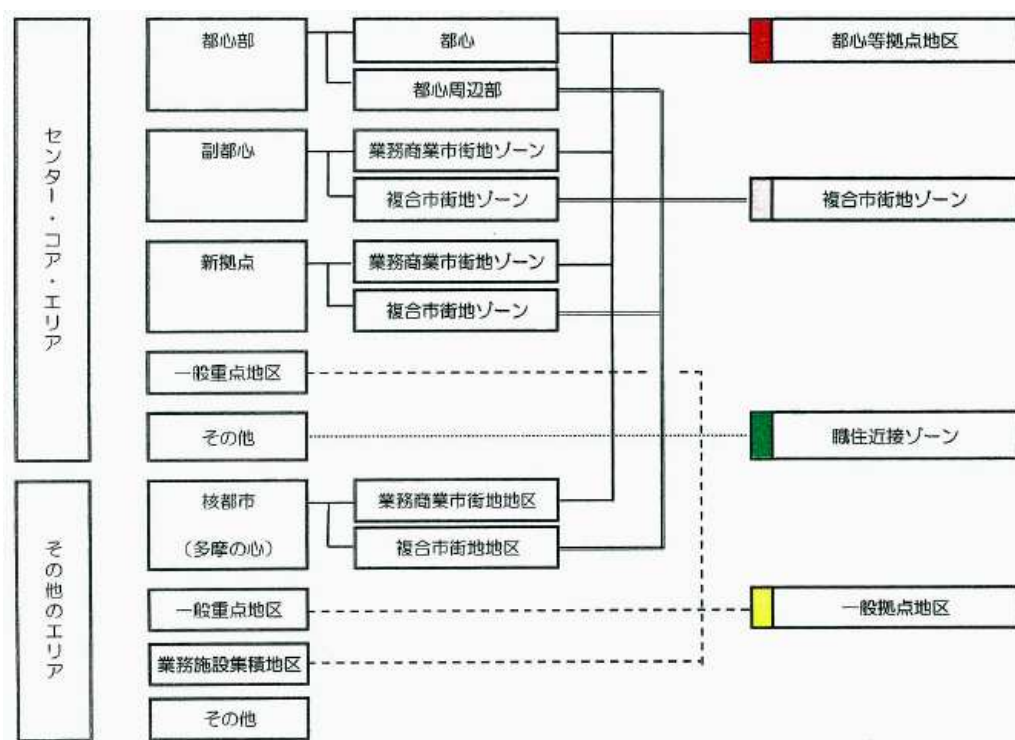 センター・コア・エリア
都心部
都心
都心等拠点地区
都心周辺部
副都心
業務商業市街地ゾーン
複合市街地ゾーン
複合市街地ゾーン
新拠点
業務商業市街地ゾーン
複合市街地ゾーン
一般重点地区
その他
職住近接ゾーン
その他のエリア
核都市
(多摩の心)
業務商業市街地地区
複合市街地地区
一般重点地区
一般拠点地区
業務施設集積地区
その他